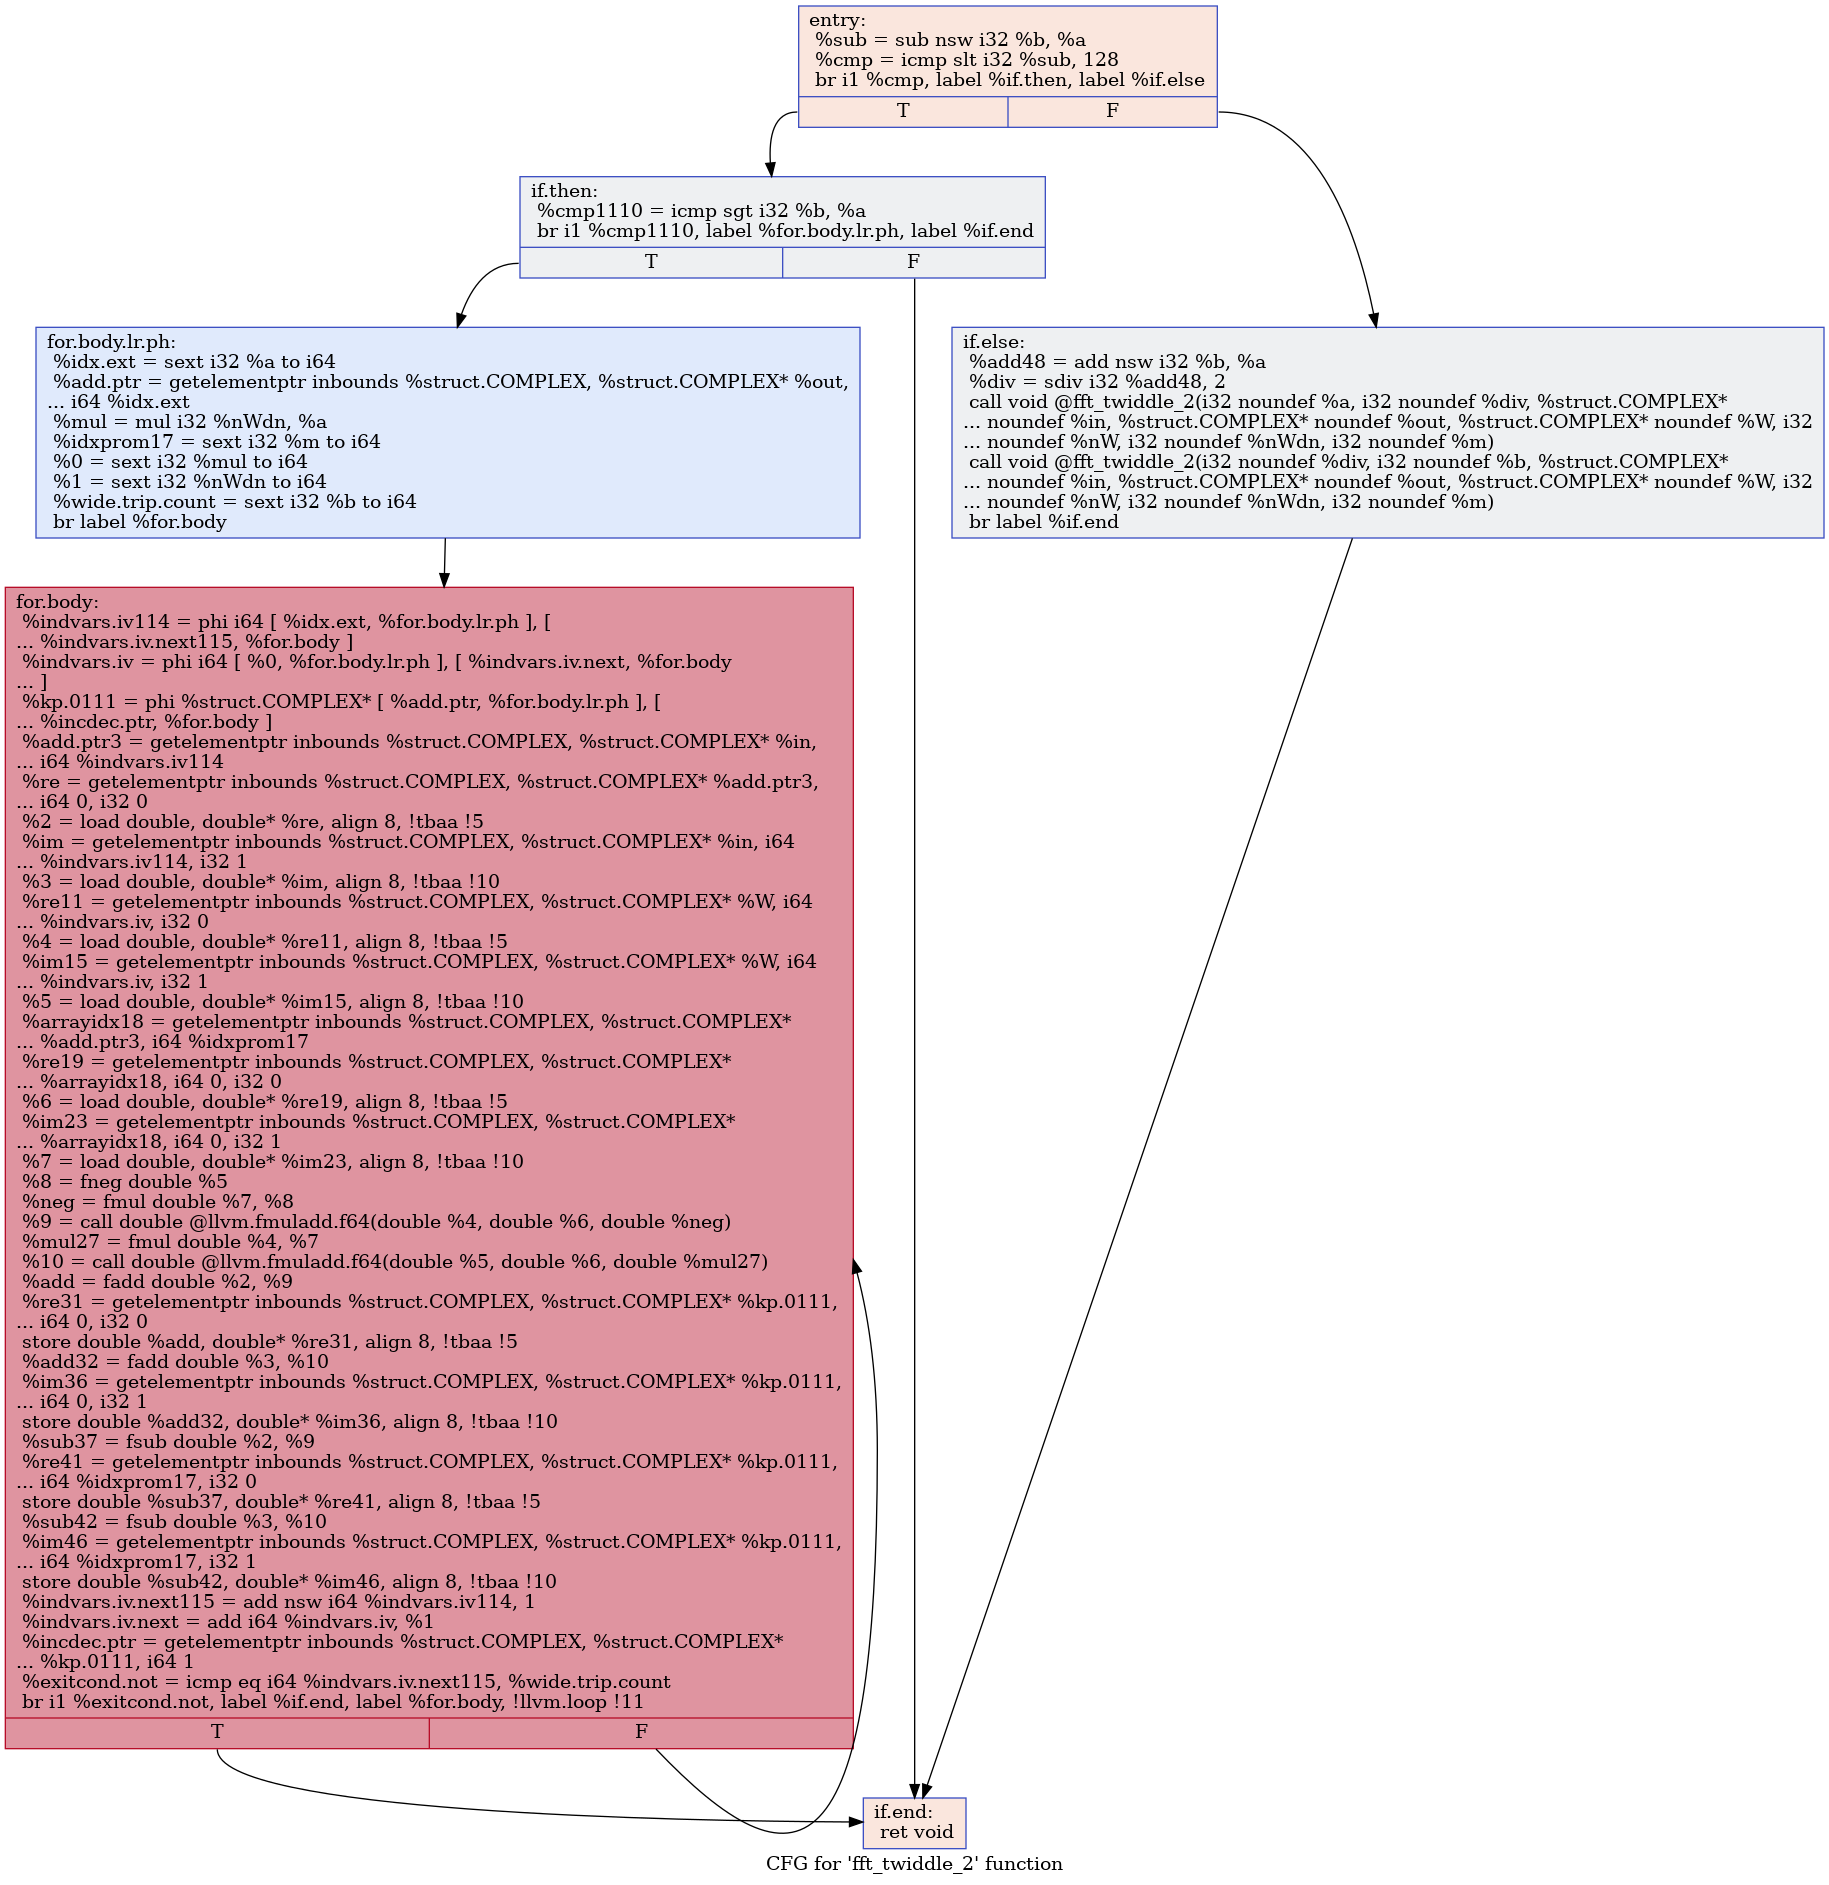 entry:
%sub = sub nsw i32 %b, %a
%cmp = icmp slt i32 %sub, 128
br i1 %cmp, label %if.then, label %if.else
T F
if.then:
%cmp1110 = icmp sgt i32 %b, %a
br i1 %cmp1110, label %for.body.lr.ph, label %if.end
T F
for.body.lr.ph:
%idx.ext = sext i32 %a to i64
%add.ptr = getelementptr inbounds %struct.COMPLEX, %struct.COMPLEX* %out,
... i64 %idx.ext
%mul = mul i32 %nWdn, %a
%idxprom17 = sext i32 %m to i64
%0 = sext i32 %mul to i64
%1 = sext i32 %nWdn to i64
%wide.trip.count = sext i32 %b to i64
br label %for.body
if.else:
%add48 = add nsw i32 %b, %a
%div = sdiv i32 %add48, 2
call void @fft_twiddle_2(i32 noundef %a, i32 noundef %div, %struct.COMPLEX*
... noundef %in, %struct.COMPLEX* noundef %out, %struct.COMPLEX* noundef %W, i32
... noundef %nW, i32 noundef %nWdn, i32 noundef %m)
call void @fft_twiddle_2(i32 noundef %div, i32 noundef %b, %struct.COMPLEX*
... noundef %in, %struct.COMPLEX* noundef %out, %struct.COMPLEX* noundef %W, i32
... noundef %nW, i32 noundef %nWdn, i32 noundef %m)
br label %if.end
for.body:
%indvars.iv114 = phi i64 [ %idx.ext, %for.body.lr.ph ], [
... %indvars.iv.next115, %for.body ]
%indvars.iv = phi i64 [ %0, %for.body.lr.ph ], [ %indvars.iv.next, %for.body
... ]
%kp.0111 = phi %struct.COMPLEX* [ %add.ptr, %for.body.lr.ph ], [
... %incdec.ptr, %for.body ]
%add.ptr3 = getelementptr inbounds %struct.COMPLEX, %struct.COMPLEX* %in,
... i64 %indvars.iv114
%re = getelementptr inbounds %struct.COMPLEX, %struct.COMPLEX* %add.ptr3,
... i64 0, i32 0
%2 = load double, double* %re, align 8, !tbaa !5
%im = getelementptr inbounds %struct.COMPLEX, %struct.COMPLEX* %in, i64
... %indvars.iv114, i32 1
%3 = load double, double* %im, align 8, !tbaa !10
%re11 = getelementptr inbounds %struct.COMPLEX, %struct.COMPLEX* %W, i64
... %indvars.iv, i32 0
%4 = load double, double* %re11, align 8, !tbaa !5
%im15 = getelementptr inbounds %struct.COMPLEX, %struct.COMPLEX* %W, i64
... %indvars.iv, i32 1
%5 = load double, double* %im15, align 8, !tbaa !10
%arrayidx18 = getelementptr inbounds %struct.COMPLEX, %struct.COMPLEX*
... %add.ptr3, i64 %idxprom17
%re19 = getelementptr inbounds %struct.COMPLEX, %struct.COMPLEX*
... %arrayidx18, i64 0, i32 0
%6 = load double, double* %re19, align 8, !tbaa !5
%im23 = getelementptr inbounds %struct.COMPLEX, %struct.COMPLEX*
... %arrayidx18, i64 0, i32 1
%7 = load double, double* %im23, align 8, !tbaa !10
%8 = fneg double %5
%neg = fmul double %7, %8
%9 = call double @llvm.fmuladd.f64(double %4, double %6, double %neg)
%mul27 = fmul double %4, %7
%10 = call double @llvm.fmuladd.f64(double %5, double %6, double %mul27)
%add = fadd double %2, %9
%re31 = getelementptr inbounds %struct.COMPLEX, %struct.COMPLEX* %kp.0111,
... i64 0, i32 0
store double %add, double* %re31, align 8, !tbaa !5
%add32 = fadd double %3, %10
%im36 = getelementptr inbounds %struct.COMPLEX, %struct.COMPLEX* %kp.0111,
... i64 0, i32 1
store double %add32, double* %im36, align 8, !tbaa !10
%sub37 = fsub double %2, %9
%re41 = getelementptr inbounds %struct.COMPLEX, %struct.COMPLEX* %kp.0111,
... i64 %idxprom17, i32 0
store double %sub37, double* %re41, align 8, !tbaa !5
%sub42 = fsub double %3, %10
%im46 = getelementptr inbounds %struct.COMPLEX, %struct.COMPLEX* %kp.0111,
... i64 %idxprom17, i32 1
store double %sub42, double* %im46, align 8, !tbaa !10
%indvars.iv.next115 = add nsw i64 %indvars.iv114, 1
%indvars.iv.next = add i64 %indvars.iv, %1
%incdec.ptr = getelementptr inbounds %struct.COMPLEX, %struct.COMPLEX*
... %kp.0111, i64 1
%exitcond.not = icmp eq i64 %indvars.iv.next115, %wide.trip.count
br i1 %exitcond.not, label %if.end, label %for.body, !llvm.loop !11
T F
if.end:
ret void
CFG for 'fft_twiddle_2' function